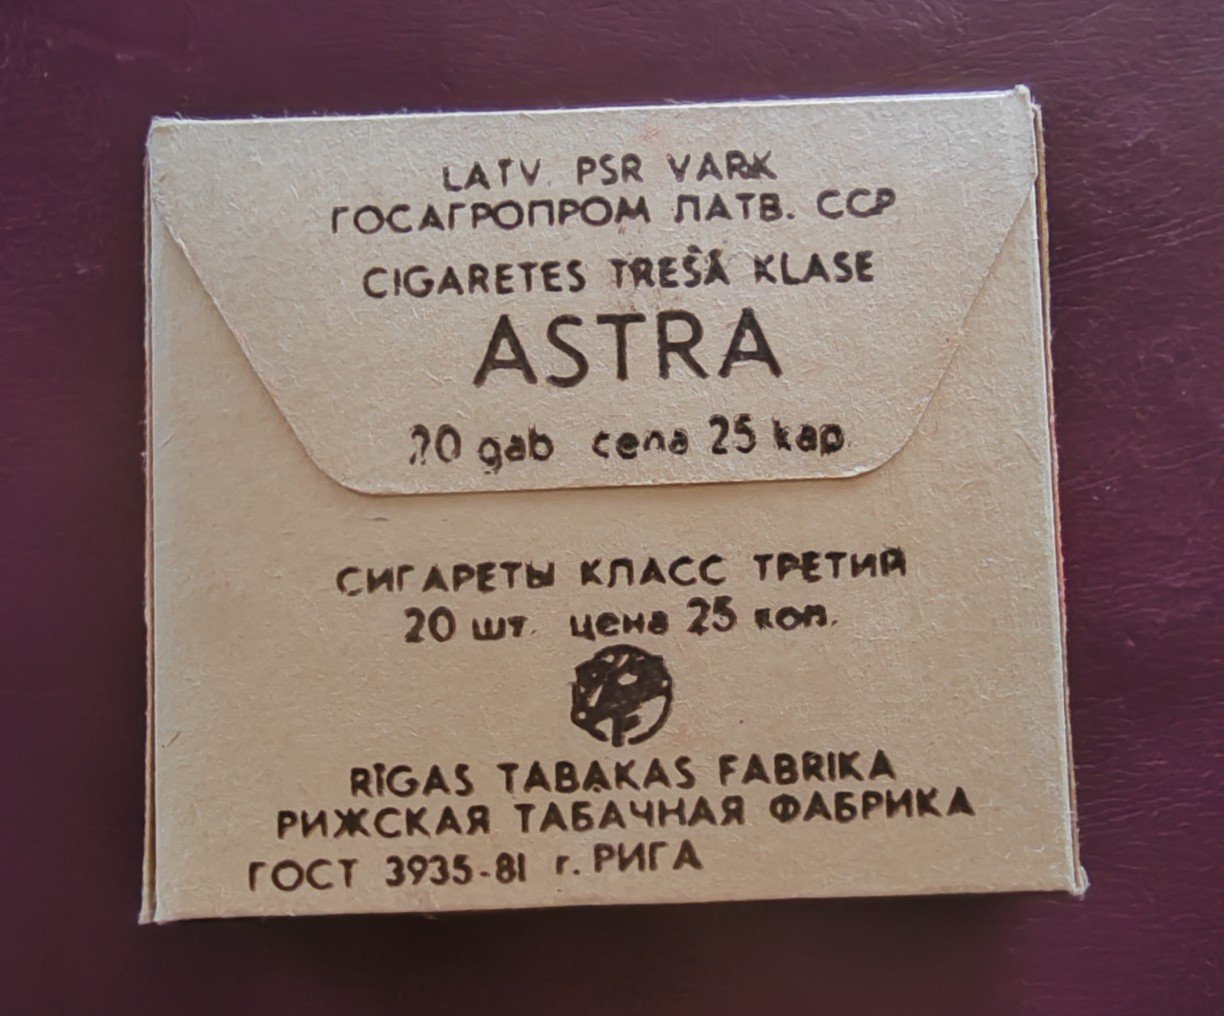 LATV. PSR VARK
ГОСАГРОПРОМ ЛАТВ. ССР
CIGARETES TREŠĀ KLASE
ASTRA
20 gab cena 25 kap.
СИГАРЕТЫ КЛАСС ТРЕТИЙ
20 шт. цена 25 коп.
RĪGAS TABAKAS FABRIKA
РИЖСКАЯ ТАБАЧНАЯ ФАБРИКА
ГОСТ 3935-81 г. РИГА